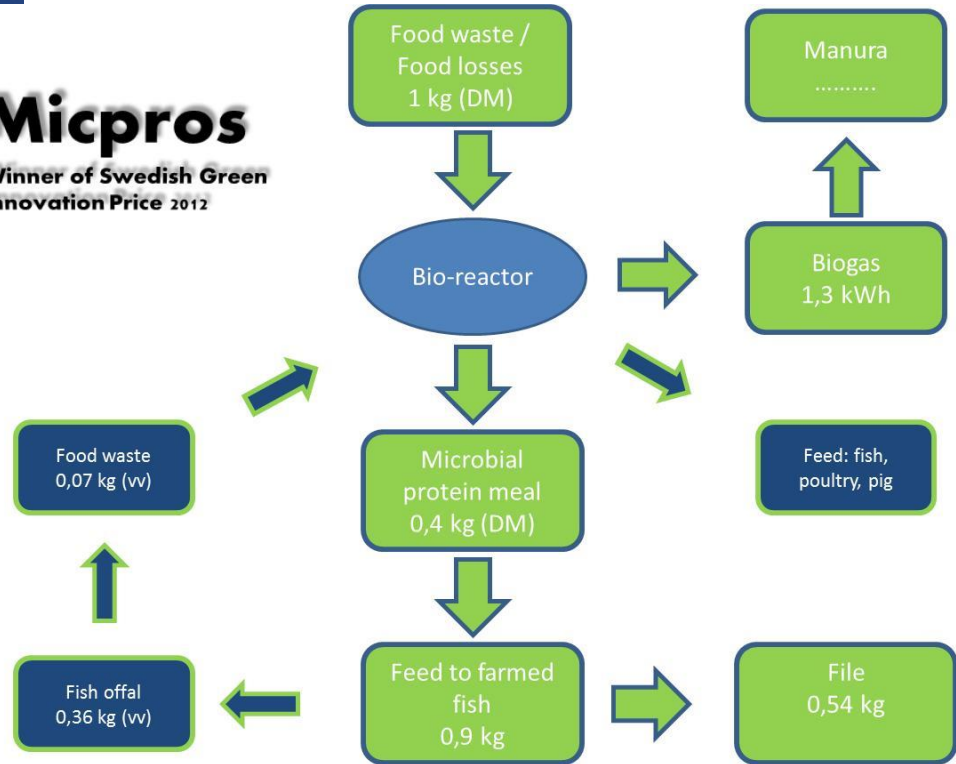 Micpros
Winner of Swedish Green
Innovation Price 2012
Food waste /
Food losses
1 kg (DM)
Manura
..........
Bio-reactor
Biogas
1,3 kWh
Food waste
0,07 kg (vv)
Microbial
protein meal
0,4 kg (DM)
Feed: fish,
poultry, pig
Fish offal
0,36 kg (vv)
Feed to farmed
fish
0,9 kg
File
0,54 kg